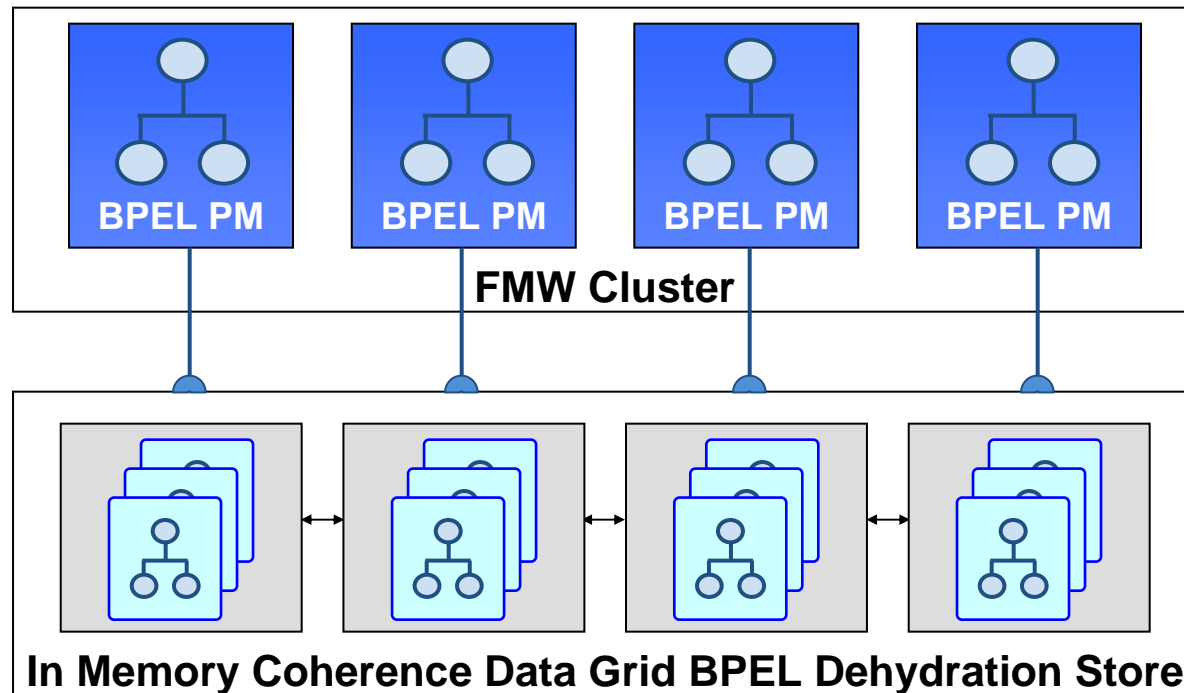 BPEL PM BPEL PM BPEL PM BPEL PM
FMW Cluster
In Memory Coherence Data Grid BPEL Dehydration Store